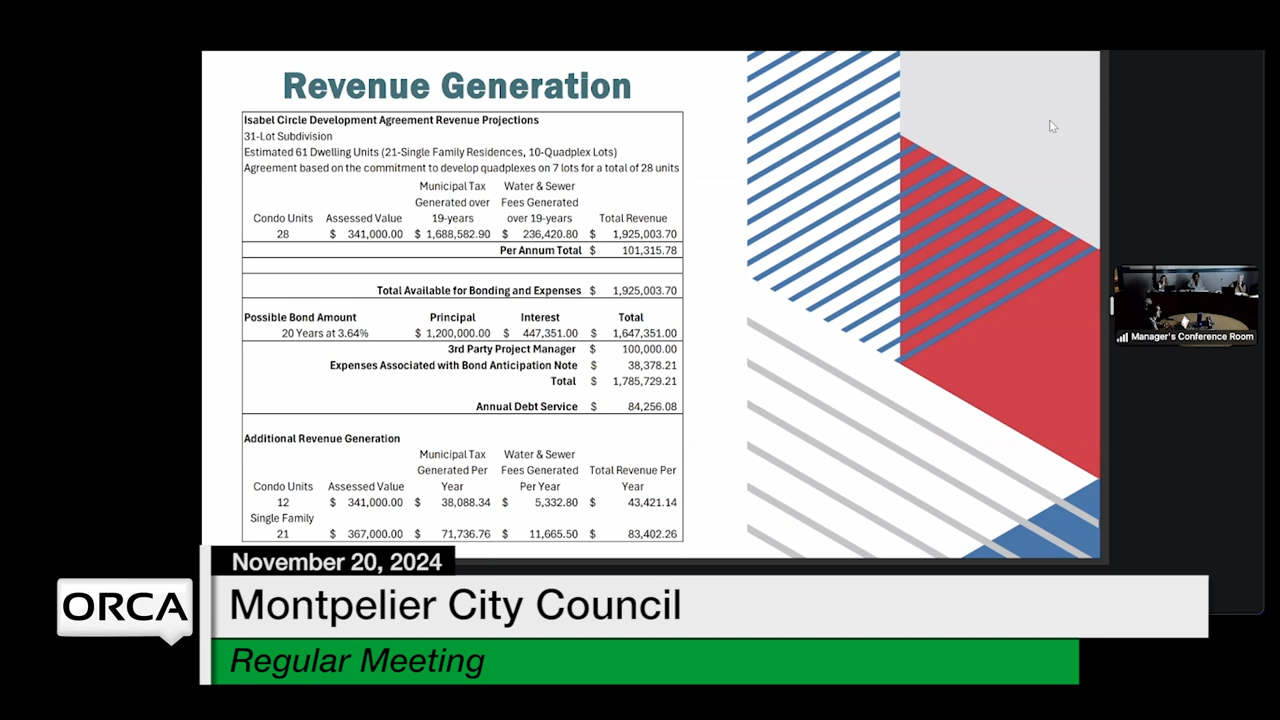 Revenue Generation
Isabel Circle Development Agreement Revenue Projections
31-Lot Subdivision
Estimated 61 Dwelling Units (21-Single Family Residences, 10-Quadplex Lots)
Agreement based on the commitment to develop quadplexes on 7 lots for a total of 28 units
Municipal Tax Water & Sewer
Generated over Fees Generated
Condo Units Assessed Value 19-years over 19-years Total Revenue
28 $ 341,000.00 $ 1,688,582.90 $ 236,420.80 $ 1,925,003.70
Per Annum Total $ 101,315.78
Total Available for Bonding and Expenses $ 1,925,003.70
Possible Bond Amount Principal Interest Total
20 Years at 3.64% $ 1,200,000.00 $ 447,351.00 $ 1,647,351.00
3rd Party Project Manager $ 100,000.00
Expenses Associated with Bond Anticipation Note $ 38,378.21
Total $ 1,785,729.21
Annual Debt Service $ 84,256.08
Additional Revenue Generation
Municipal Tax Water & Sewer
Generated Per Fees Generated Total Revenue Per
Condo Units Assessed Value Year Per Year Year
12 $ 341,000.00 $ 38,088.34 $ 5,332.80 $ 43,421.14
Single Family
21 $ 367,000.00 $ 71,736.76 $ 11,665.50 $ 83,402.26
Manager's Conference Room
November 20, 2024
ORCA
Montpelier City Council
Regular Meeting